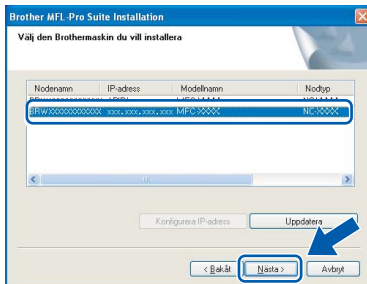 Brother MFL-Pro Suite Installation
Välj den Brothermaskin du vill installera
Nodenamn IP-adress Modellnamn Nodtyp
BRWXXXXXXXXXXXX xxx.xxx.xxx.xxx MFC-XXXX NC-XXXX
Konfigurera IP-adress Uppdatera
< Bakåt Nästa > Avbryt